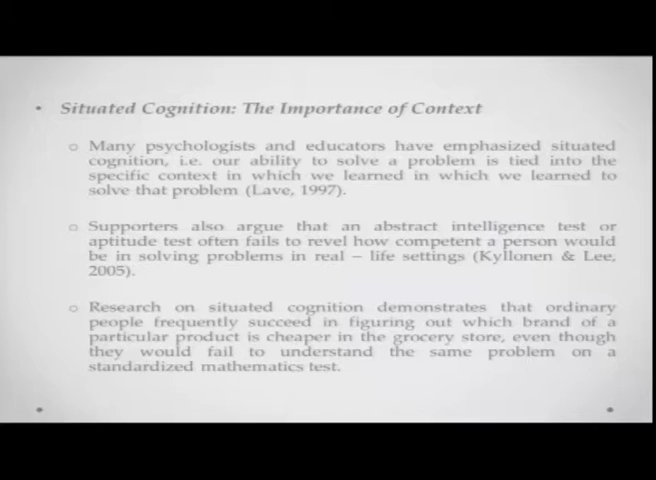 • Situated Cognition: The Importance of Context
o Many psychologists and educators have emphasized situated
cognition, i.e. our ability to solve a problem is tied into the
specific context in which we learned in which we learned to
solve that problem (Lave, 1997).
o Supporters also argue that an abstract intelligence test or
aptitude test often fails to revel how competent a person would
be in solving problems in real – life settings (Kyllonen & Lee,
2005).
o Research on situated cognition demonstrates that ordinary
people frequently succeed in figuring out which brand of a
particular product is cheaper in the grocery store, even though
they would fail to understand the same problem on a
standardized mathematics test.